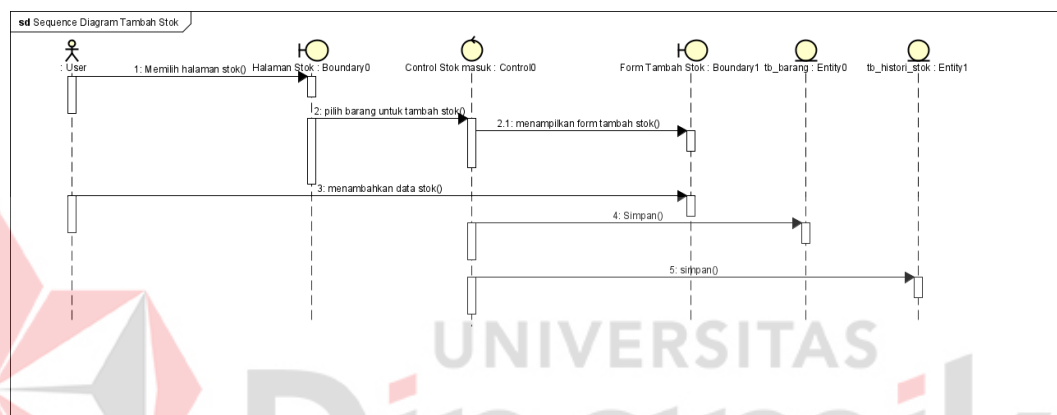 sd Sequence Diagram Tambah Stok
: User
Halaman Stok : Boundary0
Control Stok masuk : Control0
Form Tambah Stok : Boundary1
tb_barang : Entity0
tb_histori_stok : Entity1
1: Memilih halaman stok()
2: pilih barang untuk tambah stok()
2.1: menampilkan form tambah stok()
3: menambahkan data stok()
4: Simpan()
5: simpan()
UNIVERSITAS